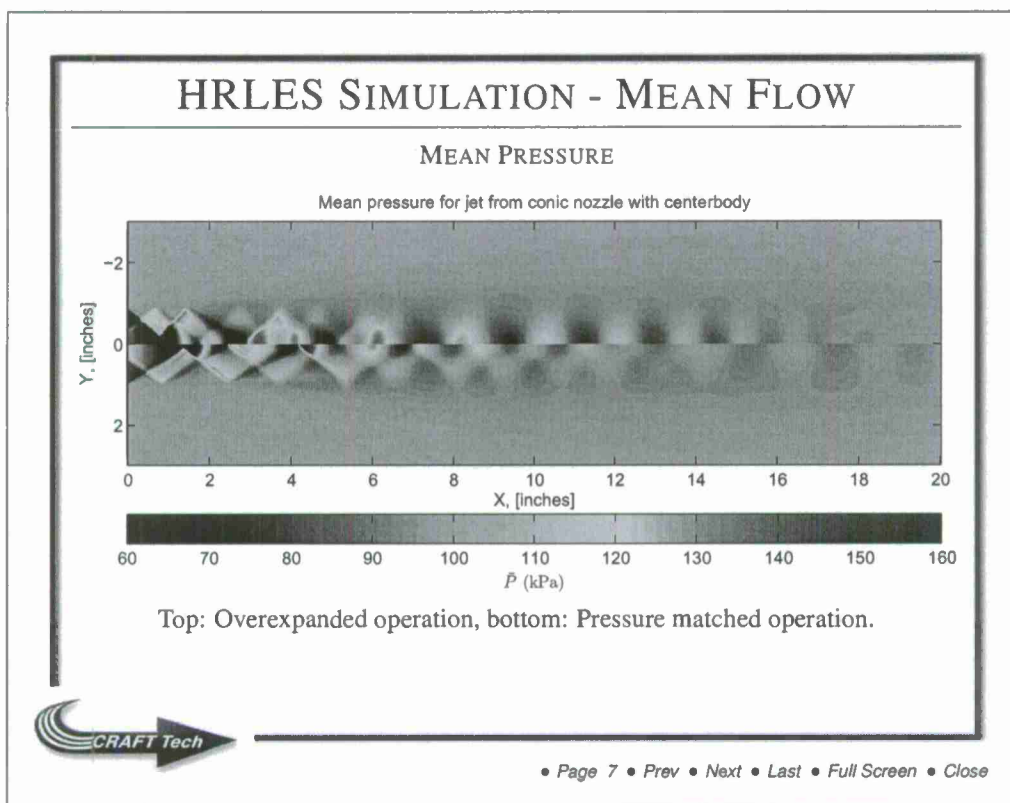 HRLES SIMULATION - MEAN FLOW
MEAN PRESSURE
Mean pressure for jet from conic nozzle with centerbody
Y, [inches]
−2
0
2
0 2 4 6 8 10 12 14 16 18 20
X, [inches]
60 70 80 90 100 110 120 130 140 150 160
P̄ (kPa)
Top: Overexpanded operation, bottom: Pressure matched operation.
CRAFT Tech
• Page 7 • Prev • Next • Last • Full Screen • Close